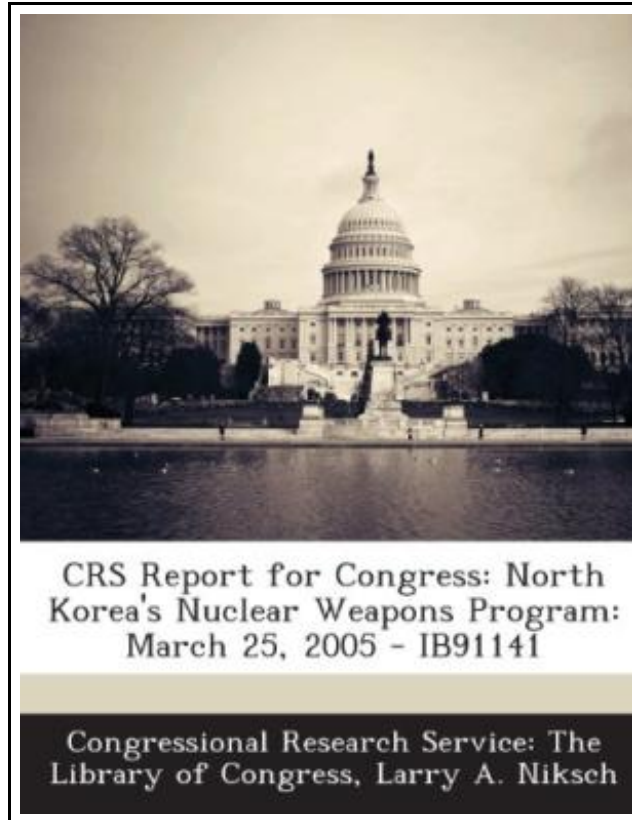 CRS Report for Congress: North
Korea's Nuclear Weapons Program:
March 25, 2005 - IB91141
Congressional Research Service: The
Library of Congress, Larry A. Niksch